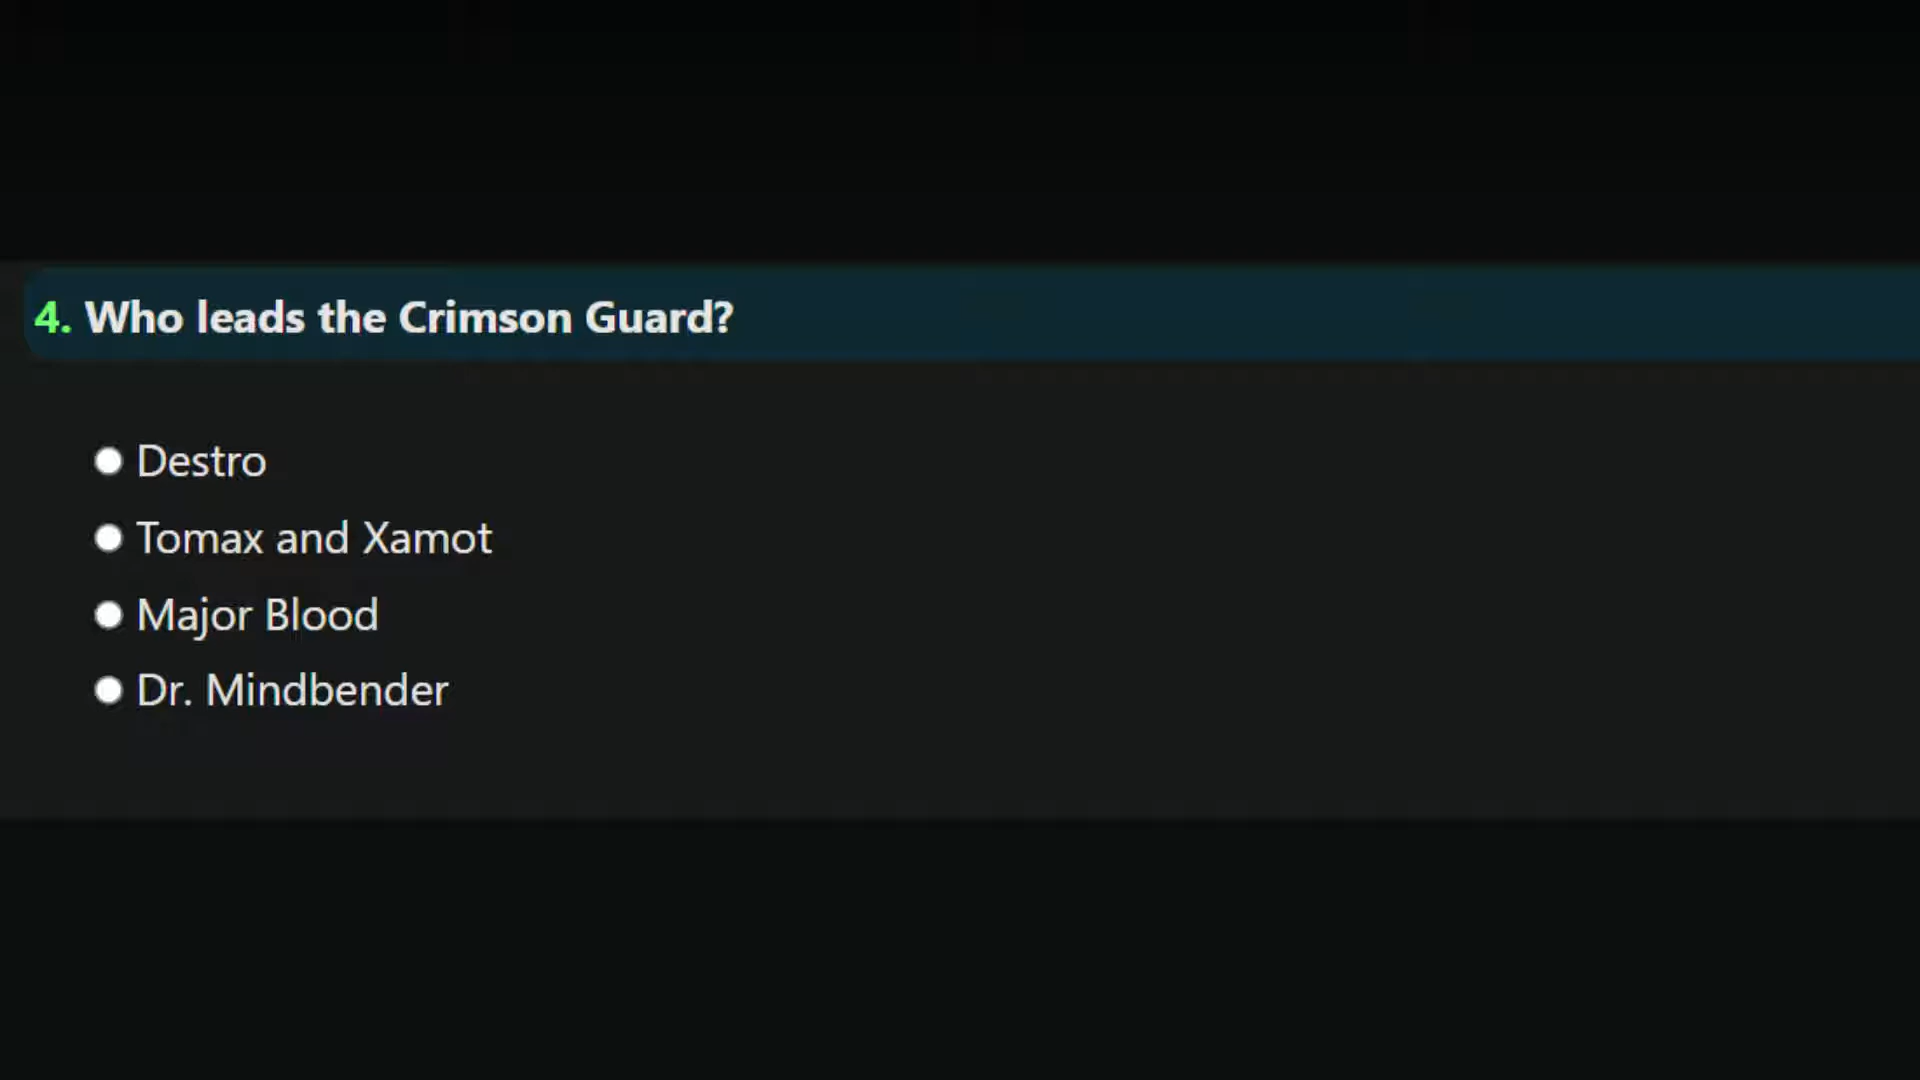 4. Who leads the Crimson Guard?
Destro
Tomax and Xamot
Major Blood
Dr. Mindbender